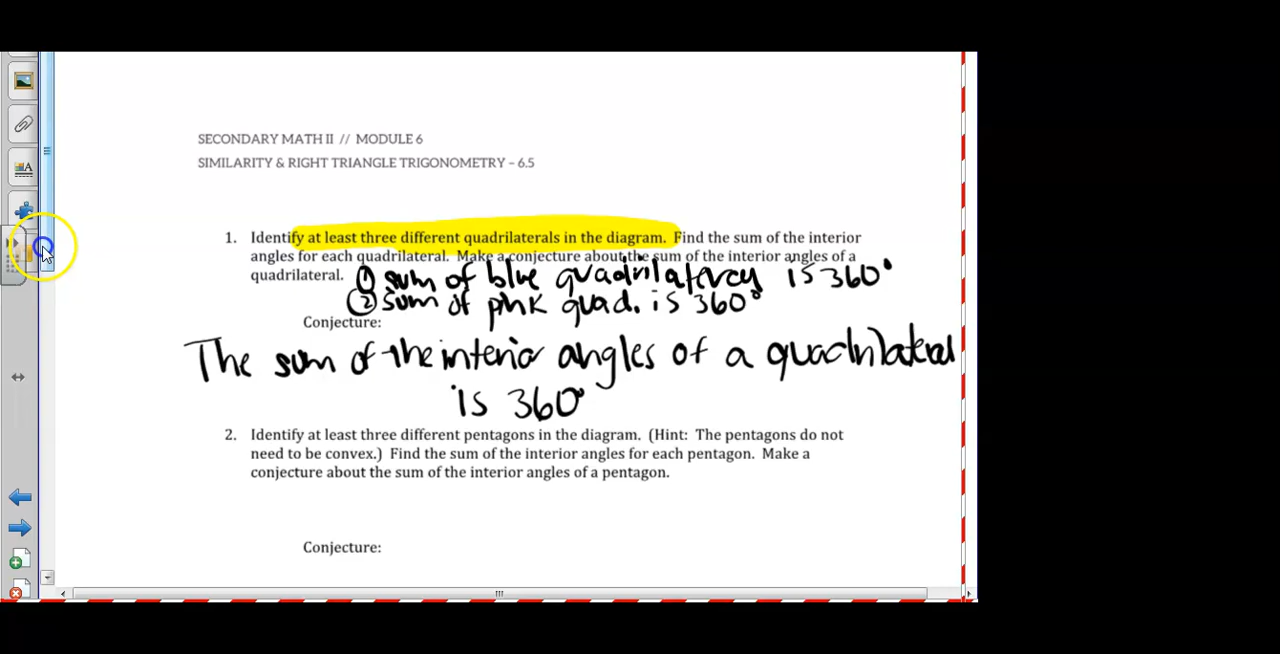 SECONDARY MATH II // MODULE 6
SIMILARITY & RIGHT TRIANGLE TRIGONOMETRY – 6.5
1. Identify at least three different quadrilaterals in the diagram. Find the sum of the interior
angles for each quadrilateral. Make a conjecture about the sum of the interior angles of a
quadrilateral.
① sum of blue quadrilateral is 360°
② sum of pink quad. is 360°
Conjecture:
The sum of the interior angles of a quadrilateral
is 360°
2. Identify at least three different pentagons in the diagram. (Hint: The pentagons do not
need to be convex.) Find the sum of the interior angles for each pentagon. Make a
conjecture about the sum of the interior angles of a pentagon.
Conjecture: